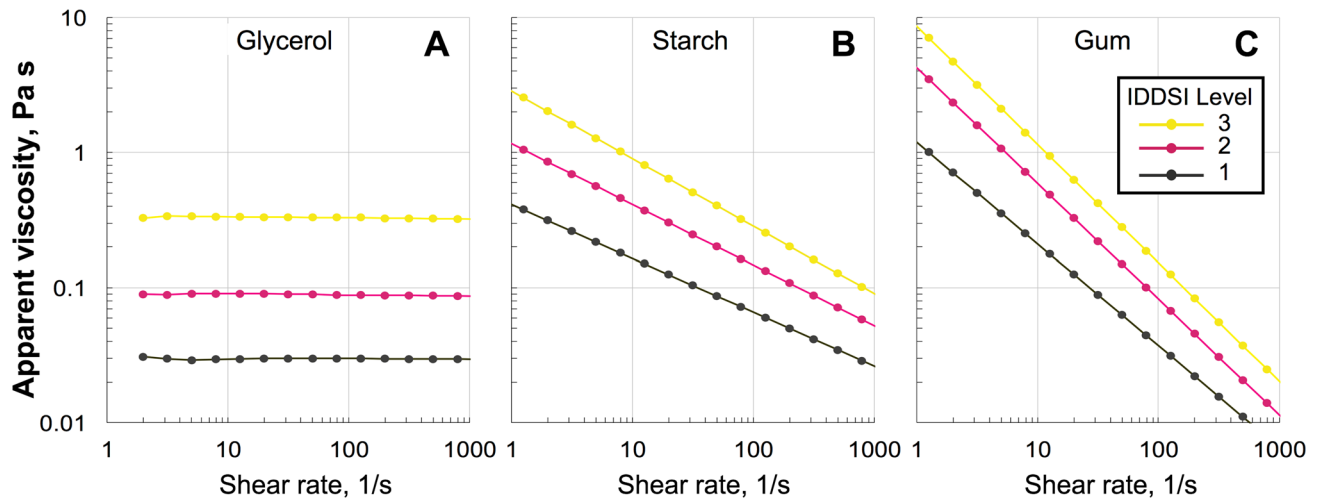 Apparent viscosity, Pa s
10
1
0.1
0.01
Glycerol
A
1
10
100
1000
Shear rate, 1/s
Starch
B
1
10
100
1000
Shear rate, 1/s
Gum
C
IDDSI Level
3
2
1
1
10
100
1000
Shear rate, 1/s